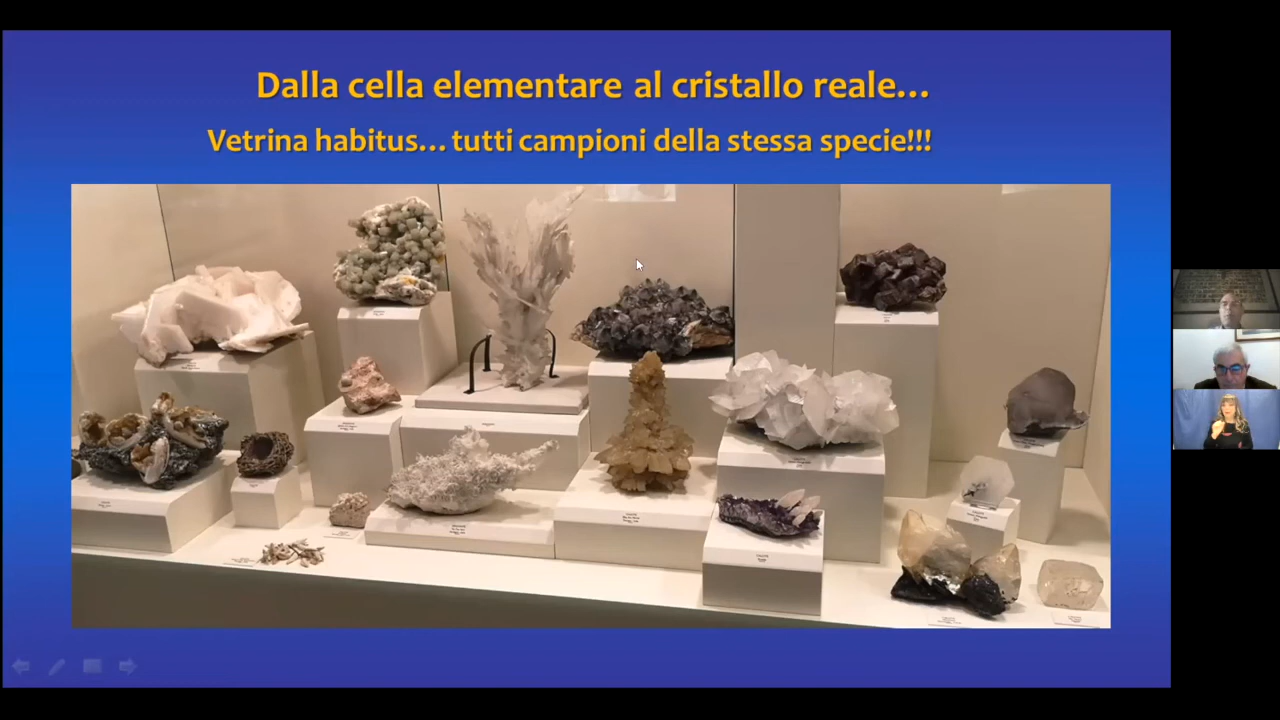 Dalla cella elementare al cristallo reale...
Vetrina habitus... tutti campioni della stessa specie!!!